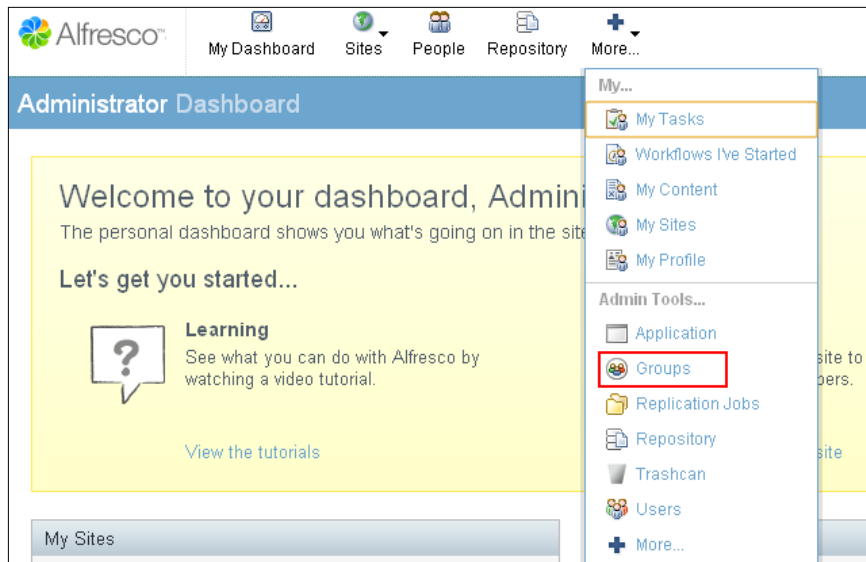 Alfresco™
My Dashboard
Sites
People
Repository
More...
Administrator Dashboard
My...
My Tasks
Workflows I've Started
My Content
My Sites
My Profile
Admin Tools...
Application
Groups
Replication Jobs
Repository
Trashcan
Users
More...
Welcome to your dashboard, Admini
The personal dashboard shows you what's going on in the site
Let's get you started...
Learning
See what you can do with Alfresco by
watching a video tutorial.
View the tutorials
site to
bers.
site
My Sites